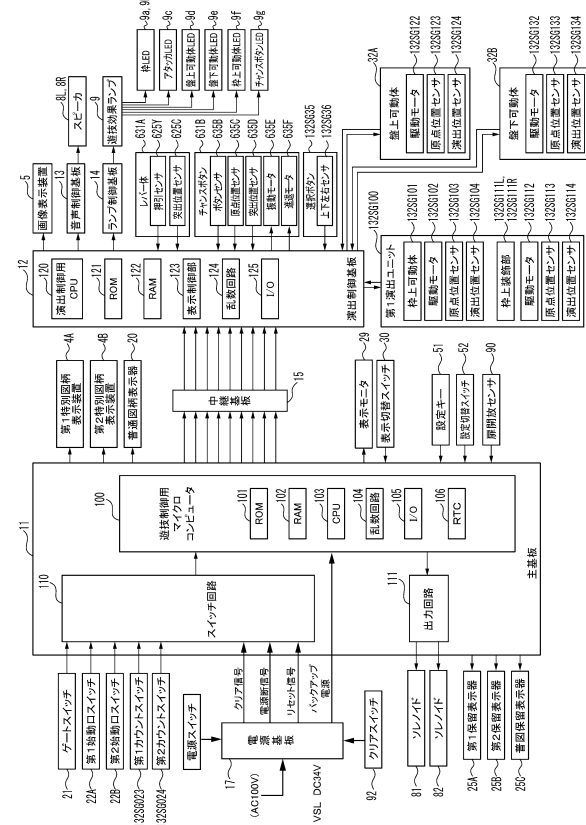 ゲートスイッチ
21
第1始動口スイッチ
22A
第2始動口スイッチ
22B
第1カウントスイッチ
32SG023
第2カウントスイッチ
32SG024
電源スイッチ
電源基板
17
(AC100V)
VSL DC34V
クリアスイッチ
92
クリア信号
電源断信号
リセット信号
バックアップ
電源
ソレノイド
81
ソレノイド
82
第1保留表示器
25A
第2保留表示器
25B
普図保留表示器
25C
11
主基板
110
スイッチ回路
111
出力回路
100
遊技制御用
マイクロ
コンピュータ
101
ROM
102
RAM
103
CPU
104
乱数回路
105
I/O
106
RTC
第1特別図柄
表示装置
4A
第2特別図柄
表示装置
4B
普通図柄表示器
20
中継基板
15
表示モニタ
29
表示切替スイッチ
30
設定キー
51
設定切替スイッチ
52
扉開放センサ
90
12
演出制御基板
120
演出制御用
CPU
121
ROM
122
RAM
123
表示制御部
124
乱数回路
125
I/O
画像表示装置
5
音声制御基板
13
スピーカ
8L, 8R
ランプ制御基板
14
遊技効果ランプ
9
枠LED
9a, 9
アタッカLED
9c
盤上可動体LED
9d
盤下可動体LED
9e
枠上可動体LED
9f
チャンスボタンLED
9g
レバー体
631A
押引センサ
625Y
突出位置センサ
625C
チャンスボタン
631B
ボタンセンサ
635B
原点位置センサ
635C
突出位置センサ
635D
振動モータ
635E
進退モータ
635F
選択ボタン
132SG35
上下左右センサ
132SG36
132SG100
第1演出ユニット
枠上可動体
132SG101
駆動モータ
132SG102
原点位置センサ
132SG103
演出位置センサ
132SG104
枠上装飾部
132SG111L,
132SG111R
駆動モータ
132SG112
原点位置センサ
132SG113
演出位置センサ
132SG114
盤上可動体
32A
駆動モータ
132SG122
原点位置センサ
132SG123
演出位置センサ
132SG124
盤下可動体
32B
駆動モータ
132SG132
原点位置センサ
132SG133
演出位置センサ
132SG134